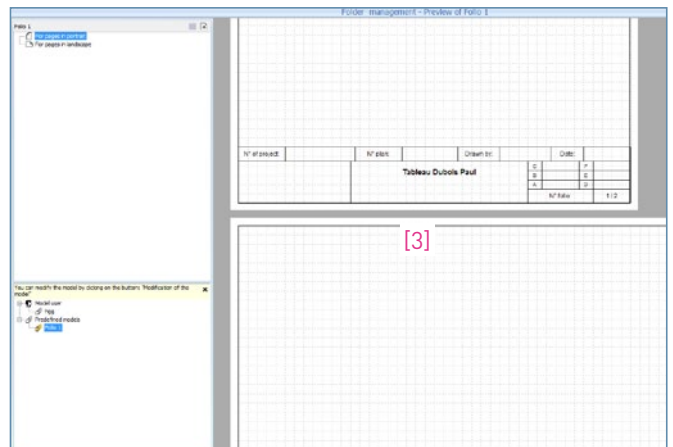 Folder management - Preview of Folio 1
Folio 1
For pages in portrait
For pages in landscape
N° of project:
N° plan:
Drawn by:
Date:
Tableau Dubois Paul
C
F
B
E
A
D
N° folio
1 / 2
[3]
You can modify the model by clicking on the buttons "Modification of the
model"
Model user
Predefined models
Folio 1